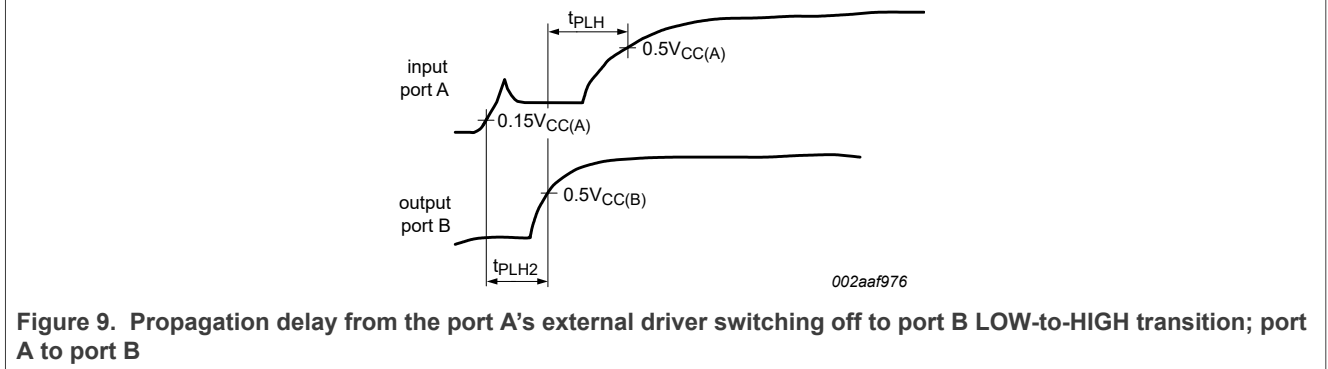 tPLH
0.5VCC(A)
input
port A
0.15VCC(A)
0.5VCC(B)
output
port B
tPLH2
002aaf976
Figure 9. Propagation delay from the port A’s external driver switching off to port B LOW-to-HIGH transition; port
A to port B